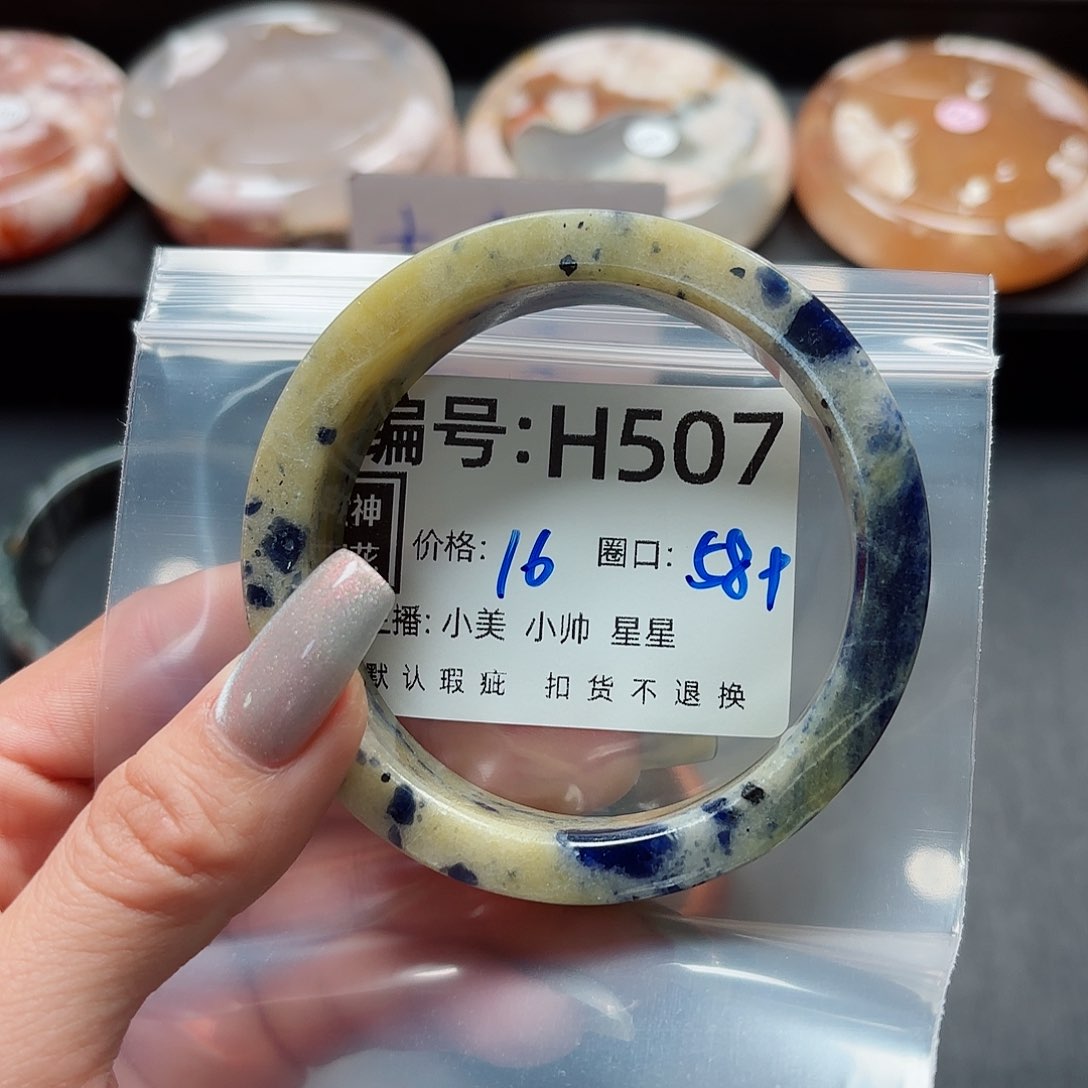 编号:H507
神
价格: 16 圈口: 58+
播: 小美 小帅 星星
默认瑕疵 扣货不退换